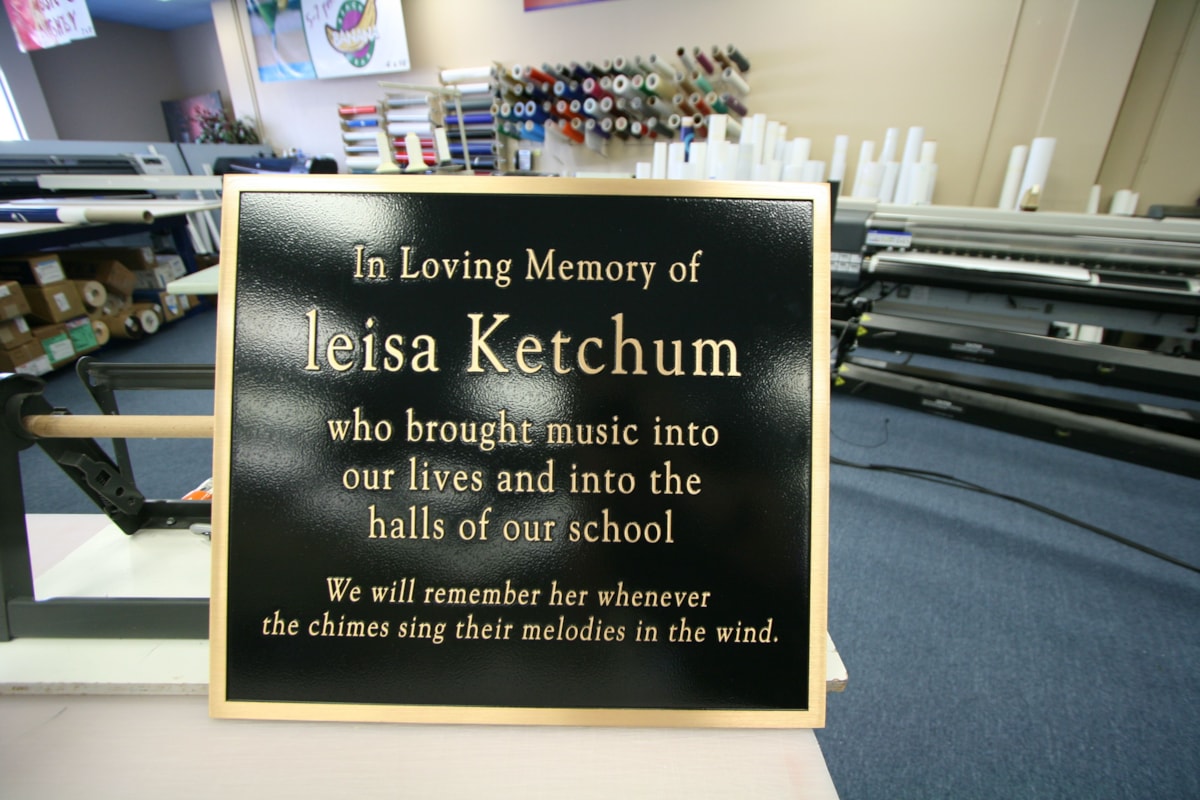 BANANA
In Loving Memory of
leisa Ketchum
who brought music into
our lives and into the
halls of our school
We will remember her whenever
the chimes sing their melodies in the wind.